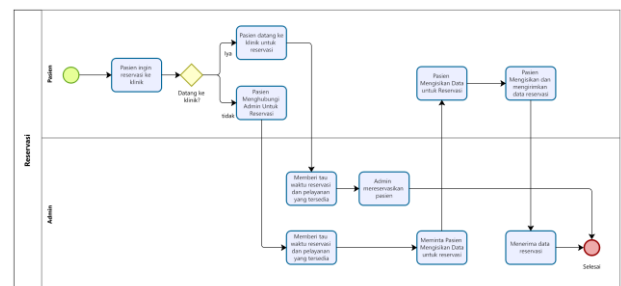 Reservasi
Pasien
Pasien ingin
reservasi ke
klinik
Datang ke
klinik?
Iya
tidak
Pasien datang ke
klinik untuk
reservasi
Pasien
Menghubungi
Admin Untuk
Reservasi
Pasien
Mengisikan Data
untuk Reservasi
Pasien
Mengisikan dan
mengirimkan
data reservasi
Admin
Memberi tau
waktu reservasi
dan pelayanan
yang tersedia
Admin
mereservasikan
pasien
Memberi tau
waktu reservasi
dan pelayanan
yang tersedia
Meminta Pasien
Mengisikan Data
untuk reservasi
Menerima data
reservasi
Selesai